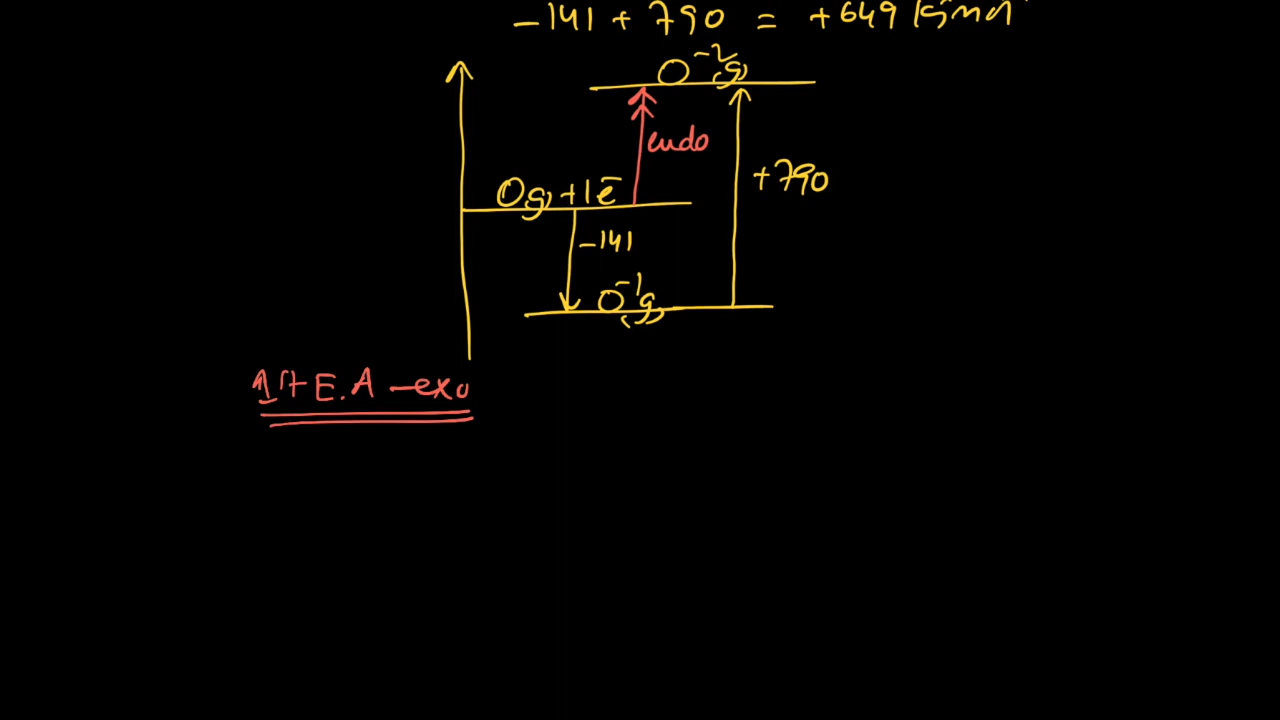 -141 + 790 = +649 kJmol
O⁻²(g)
endo
+790
O(g) + 1e⁻
-141
O⁻¹(g)
1st E.A - exo